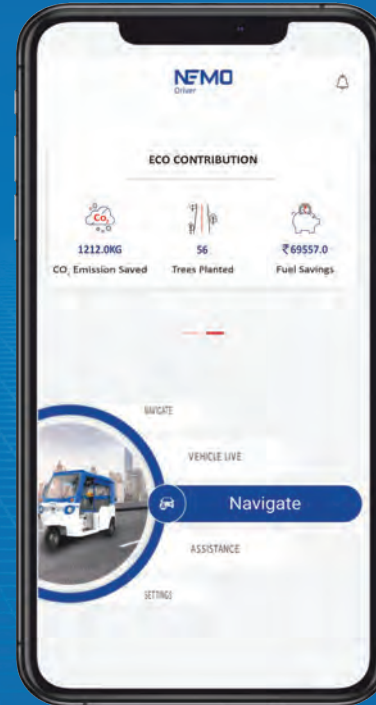 NEMO
Driver
ECO CONTRIBUTION
CO₂
1212.0KG 56 ₹69557.0
CO₂ Emission Saved Trees Planted Fuel Savings
NAVIGATE
VEHICLE LIVE
Navigate
ASSISTANCE
SETTINGS